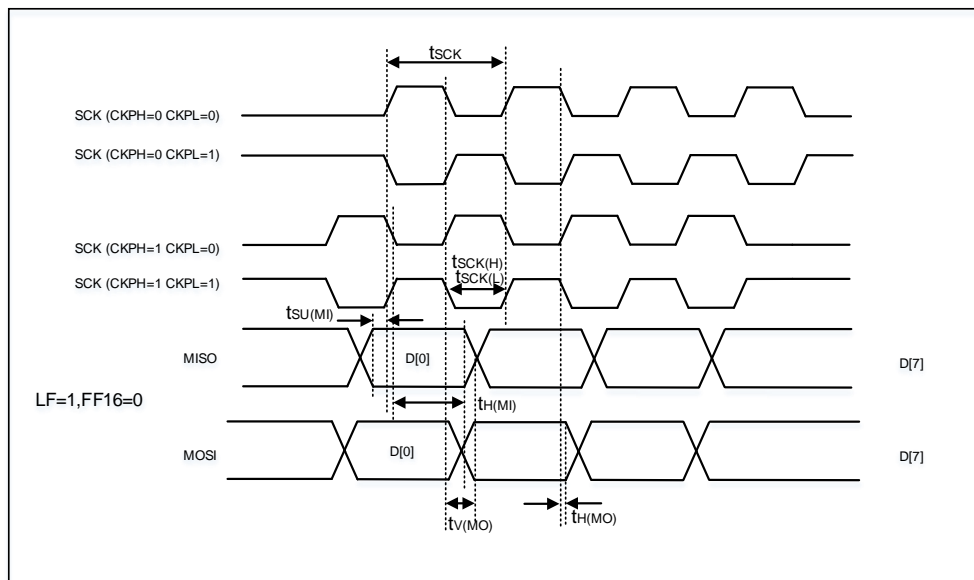 tSCK
SCK (CKPH=0 CKPL=0)
SCK (CKPH=0 CKPL=1)
SCK (CKPH=1 CKPL=0)
tSCK(H)
SCK (CKPH=1 CKPL=1)
tSCK(L)
tSU(MI)
MISO D[0] D[7]
LF=1,FF16=0
tH(MI)
MOSI D[0] D[7]
tV(MO)
tH(MO)